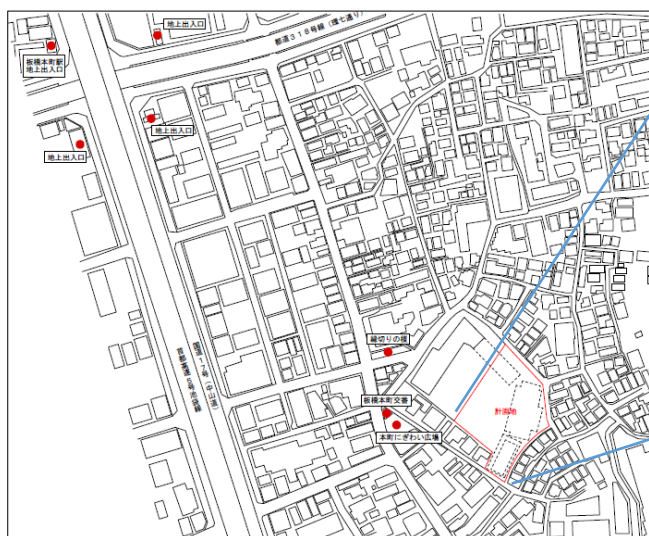 地上出入口
都道318号線(環七通り)
板橋本町駅
地上出入口
地上出入口
地上出入口
縁切りの榎
国道17号(中山道)
首都高速5号池袋線
板橋本町交番
計画地
本町にぎわい広場